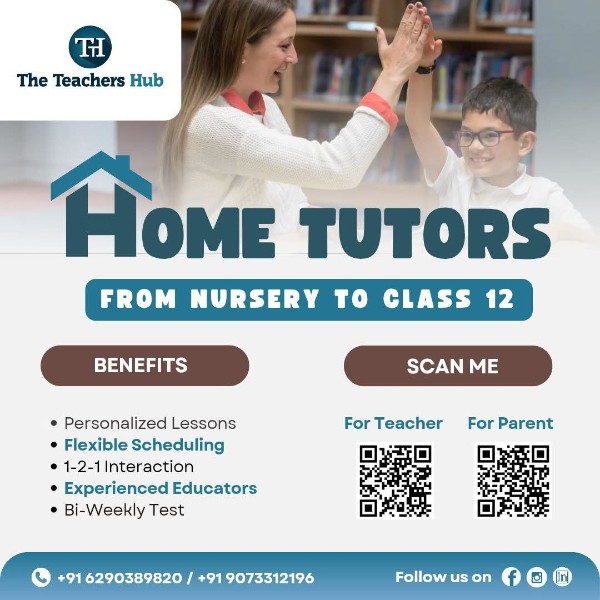 TH
The Teachers Hub
HOME TUTORS
FROM NURSERY TO CLASS 12
BENEFITS
• Personalized Lessons
• Flexible Scheduling
• 1-2-1 Interaction
• Experienced Educators
• Bi-Weekly Test
SCAN ME
For Teacher For Parent
+91 6290389820 / +91 9073312196
Follow us on